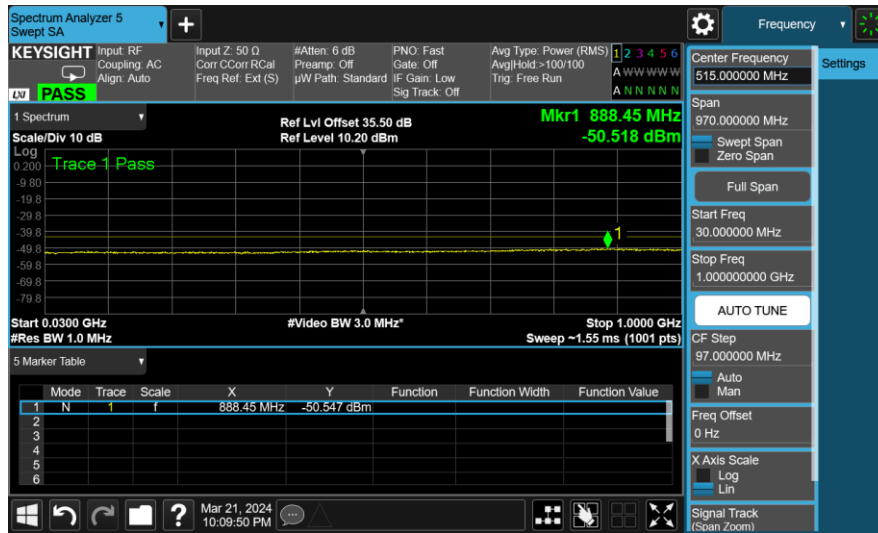 Spectrum Analyzer 5
Swept SA
+
Frequency
KEYSIGHT
LXI
PASS
Input: RF
Coupling: AC
Align: Auto
Input Z: 50 Ω
Corr CCorr RCal
Freq Ref: Ext (S)
#Atten: 6 dB
Preamp: Off
µW Path: Standard
PNO: Fast
Gate: Off
IF Gain: Low
Sig Track: Off
Avg Type: Power (RMS)
Avg|Hold:>100/100
Trig: Free Run
1 2 3 4 5 6
A W W W W W
A N N N N N
1 Spectrum
Scale/Div 10 dB
Ref Lvl Offset 35.50 dB
Ref Level 10.20 dBm
Mkr1 888.45 MHz
-50.518 dBm
Log
Trace 1 Pass
0.200
-9.80
-19.8
-29.8
-39.8
-49.8
-59.8
-69.8
-79.8
1
Start 0.0300 GHz
#Res BW 1.0 MHz
#Video BW 3.0 MHz*
Stop 1.0000 GHz
Sweep ~1.55 ms (1001 pts)
5 Marker Table
Mode Trace Scale X Y Function Function Width Function Value
1 N 1 f 888.45 MHz -50.547 dBm
2
3
4
5
6
?
Mar 21, 2024
10:09:50 PM
Center Frequency
515.000000 MHz
Settings
Span
970.000000 MHz
Swept Span
Zero Span
Full Span
Start Freq
30.000000 MHz
Stop Freq
1.000000000 GHz
AUTO TUNE
CF Step
97.000000 MHz
Auto
Man
Freq Offset
0 Hz
X Axis Scale
Log
Lin
Signal Track
(Span Zoom)